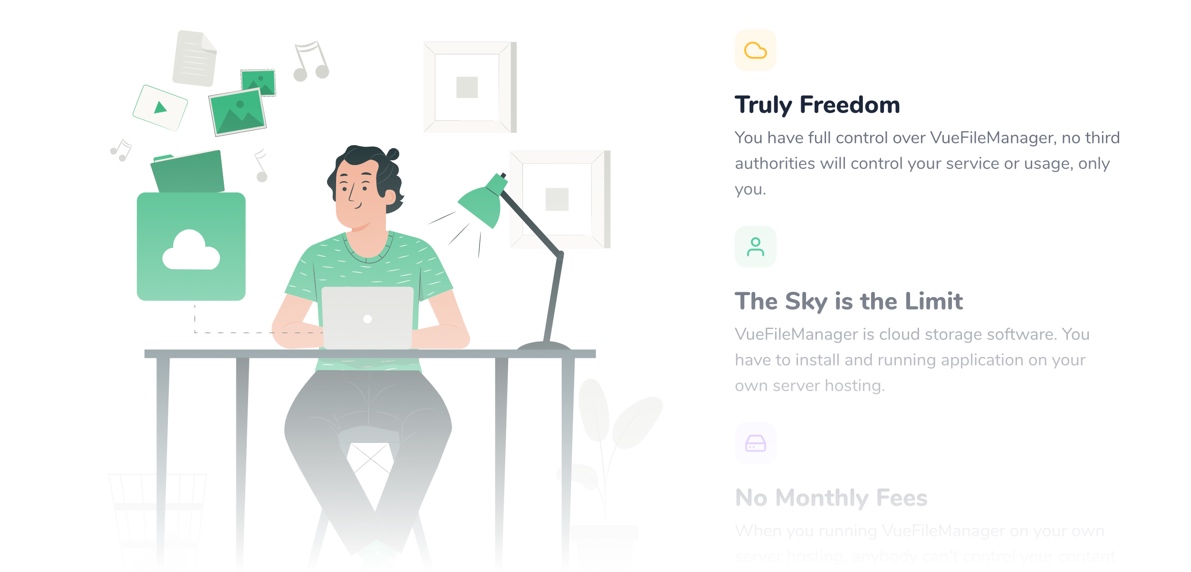 Truly Freedom
You have full control over VueFileManager, no third
authorities will control your service or usage, only
you.
The Sky is the Limit
VueFileManager is cloud storage software. You
have to install and running application on your
own server hosting.
No Monthly Fees
When you running VueFileManager on your own
server hosting, anybody can't control your content